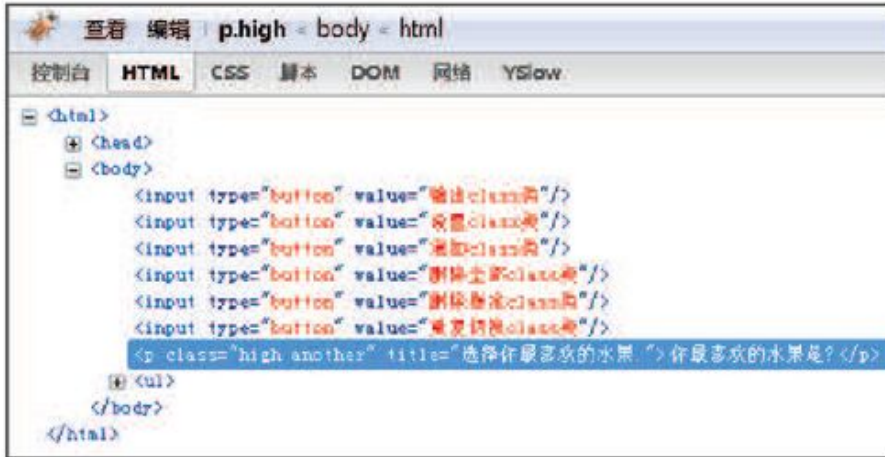 查看 编辑 p.high < body < html
控制台 HTML CSS 脚本 DOM 网络 YSlow
<html>
<head>
<body>
<input type="button" value="输出class类"/>
<input type="button" value="设置class类"/>
<input type="button" value="追加class类"/>
<input type="button" value="删除全部class类"/>
<input type="button" value="删除指定class类"/>
<input type="button" value="重复切换class类"/>
<p class="high another" title="选择你最喜欢的水果.">你最喜欢的水果是?</p>
<ul>
</body>
</html>